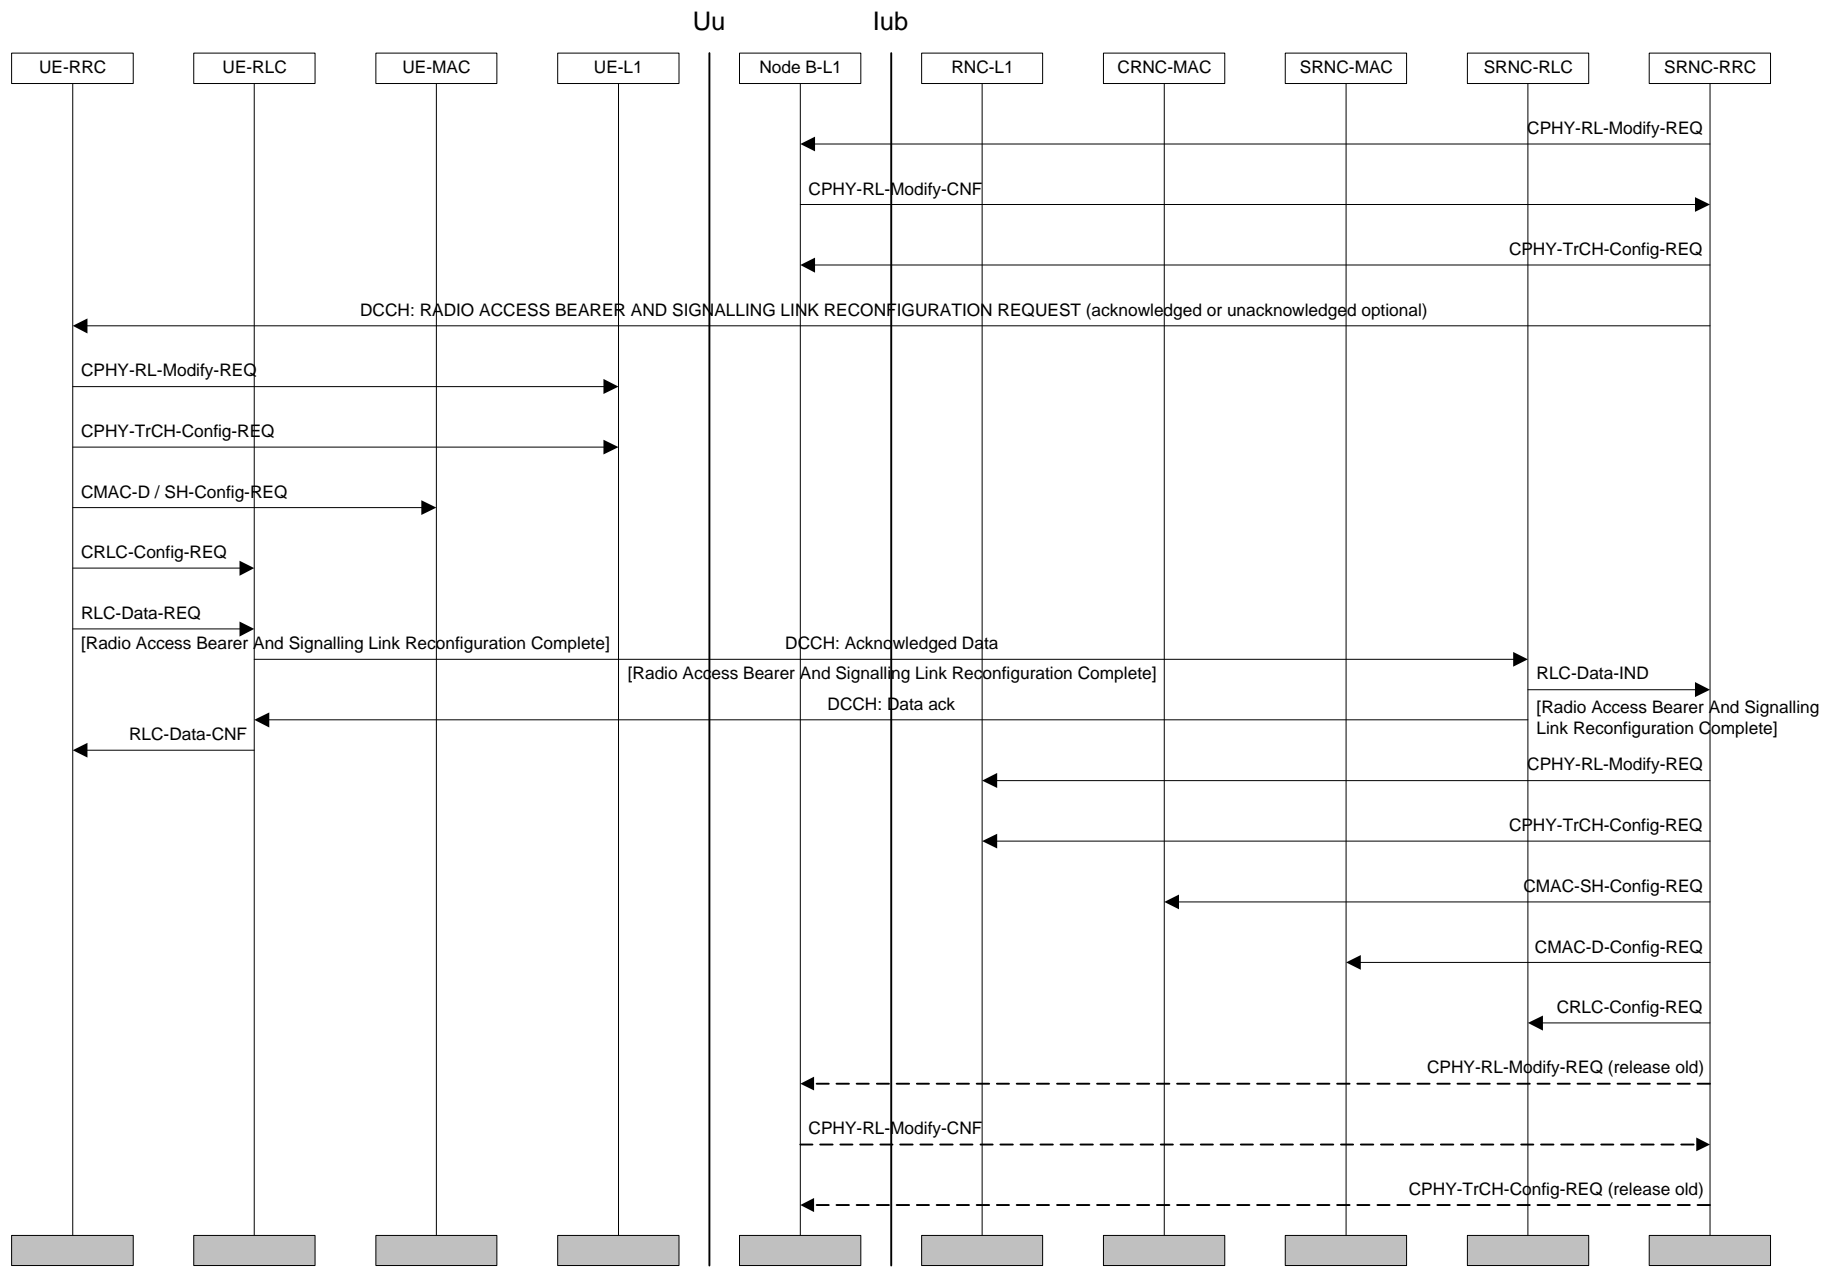 Uu
Iub
UE-RRC
UE-RLC
UE-MAC
UE-L1
Node B-L1
RNC-L1
CRNC-MAC
SRNC-MAC
SRNC-RLC
SRNC-RRC
CPHY-RL-Modify-REQ
CPHY-RL-Modify-CNF
CPHY-TrCH-Config-REQ
DCCH: RADIO ACCESS BEARER AND SIGNALLING LINK RECONFIGURATION REQUEST (acknowledged or unacknowledged optional)
CPHY-RL-Modify-REQ
CPHY-TrCH-Config-REQ
CMAC-D / SH-Config-REQ
CRLC-Config-REQ
RLC-Data-REQ
[Radio Access Bearer And Signalling Link Reconfiguration Complete]
DCCH: Acknowledged Data
[Radio Access Bearer And Signalling Link Reconfiguration Complete]
RLC-Data-IND
DCCH: Data ack
[Radio Access Bearer And Signalling
Link Reconfiguration Complete]
RLC-Data-CNF
CPHY-RL-Modify-REQ
CPHY-TrCH-Config-REQ
CMAC-SH-Config-REQ
CMAC-D-Config-REQ
CRLC-Config-REQ
CPHY-RL-Modify-REQ (release old)
CPHY-RL-Modify-CNF
CPHY-TrCH-Config-REQ (release old)